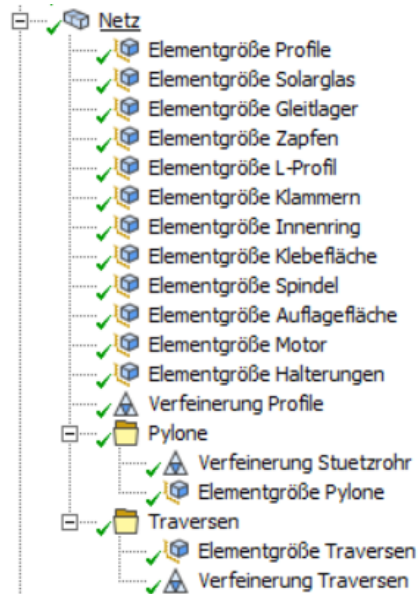 Netz
Elementgröße Profile
Elementgröße Solarglas
Elementgröße Gleitlager
Elementgröße Zapfen
Elementgröße L-Profil
Elementgröße Klammern
Elementgröße Innenring
Elementgröße Klebefläche
Elementgröße Spindel
Elementgröße Auflagefläche
Elementgröße Motor
Elementgröße Halterungen
Verfeinerung Profile
Pylone
Verfeinerung Stuetzrohr
Elementgröße Pylone
Traversen
Elementgröße Traversen
Verfeinerung Traversen